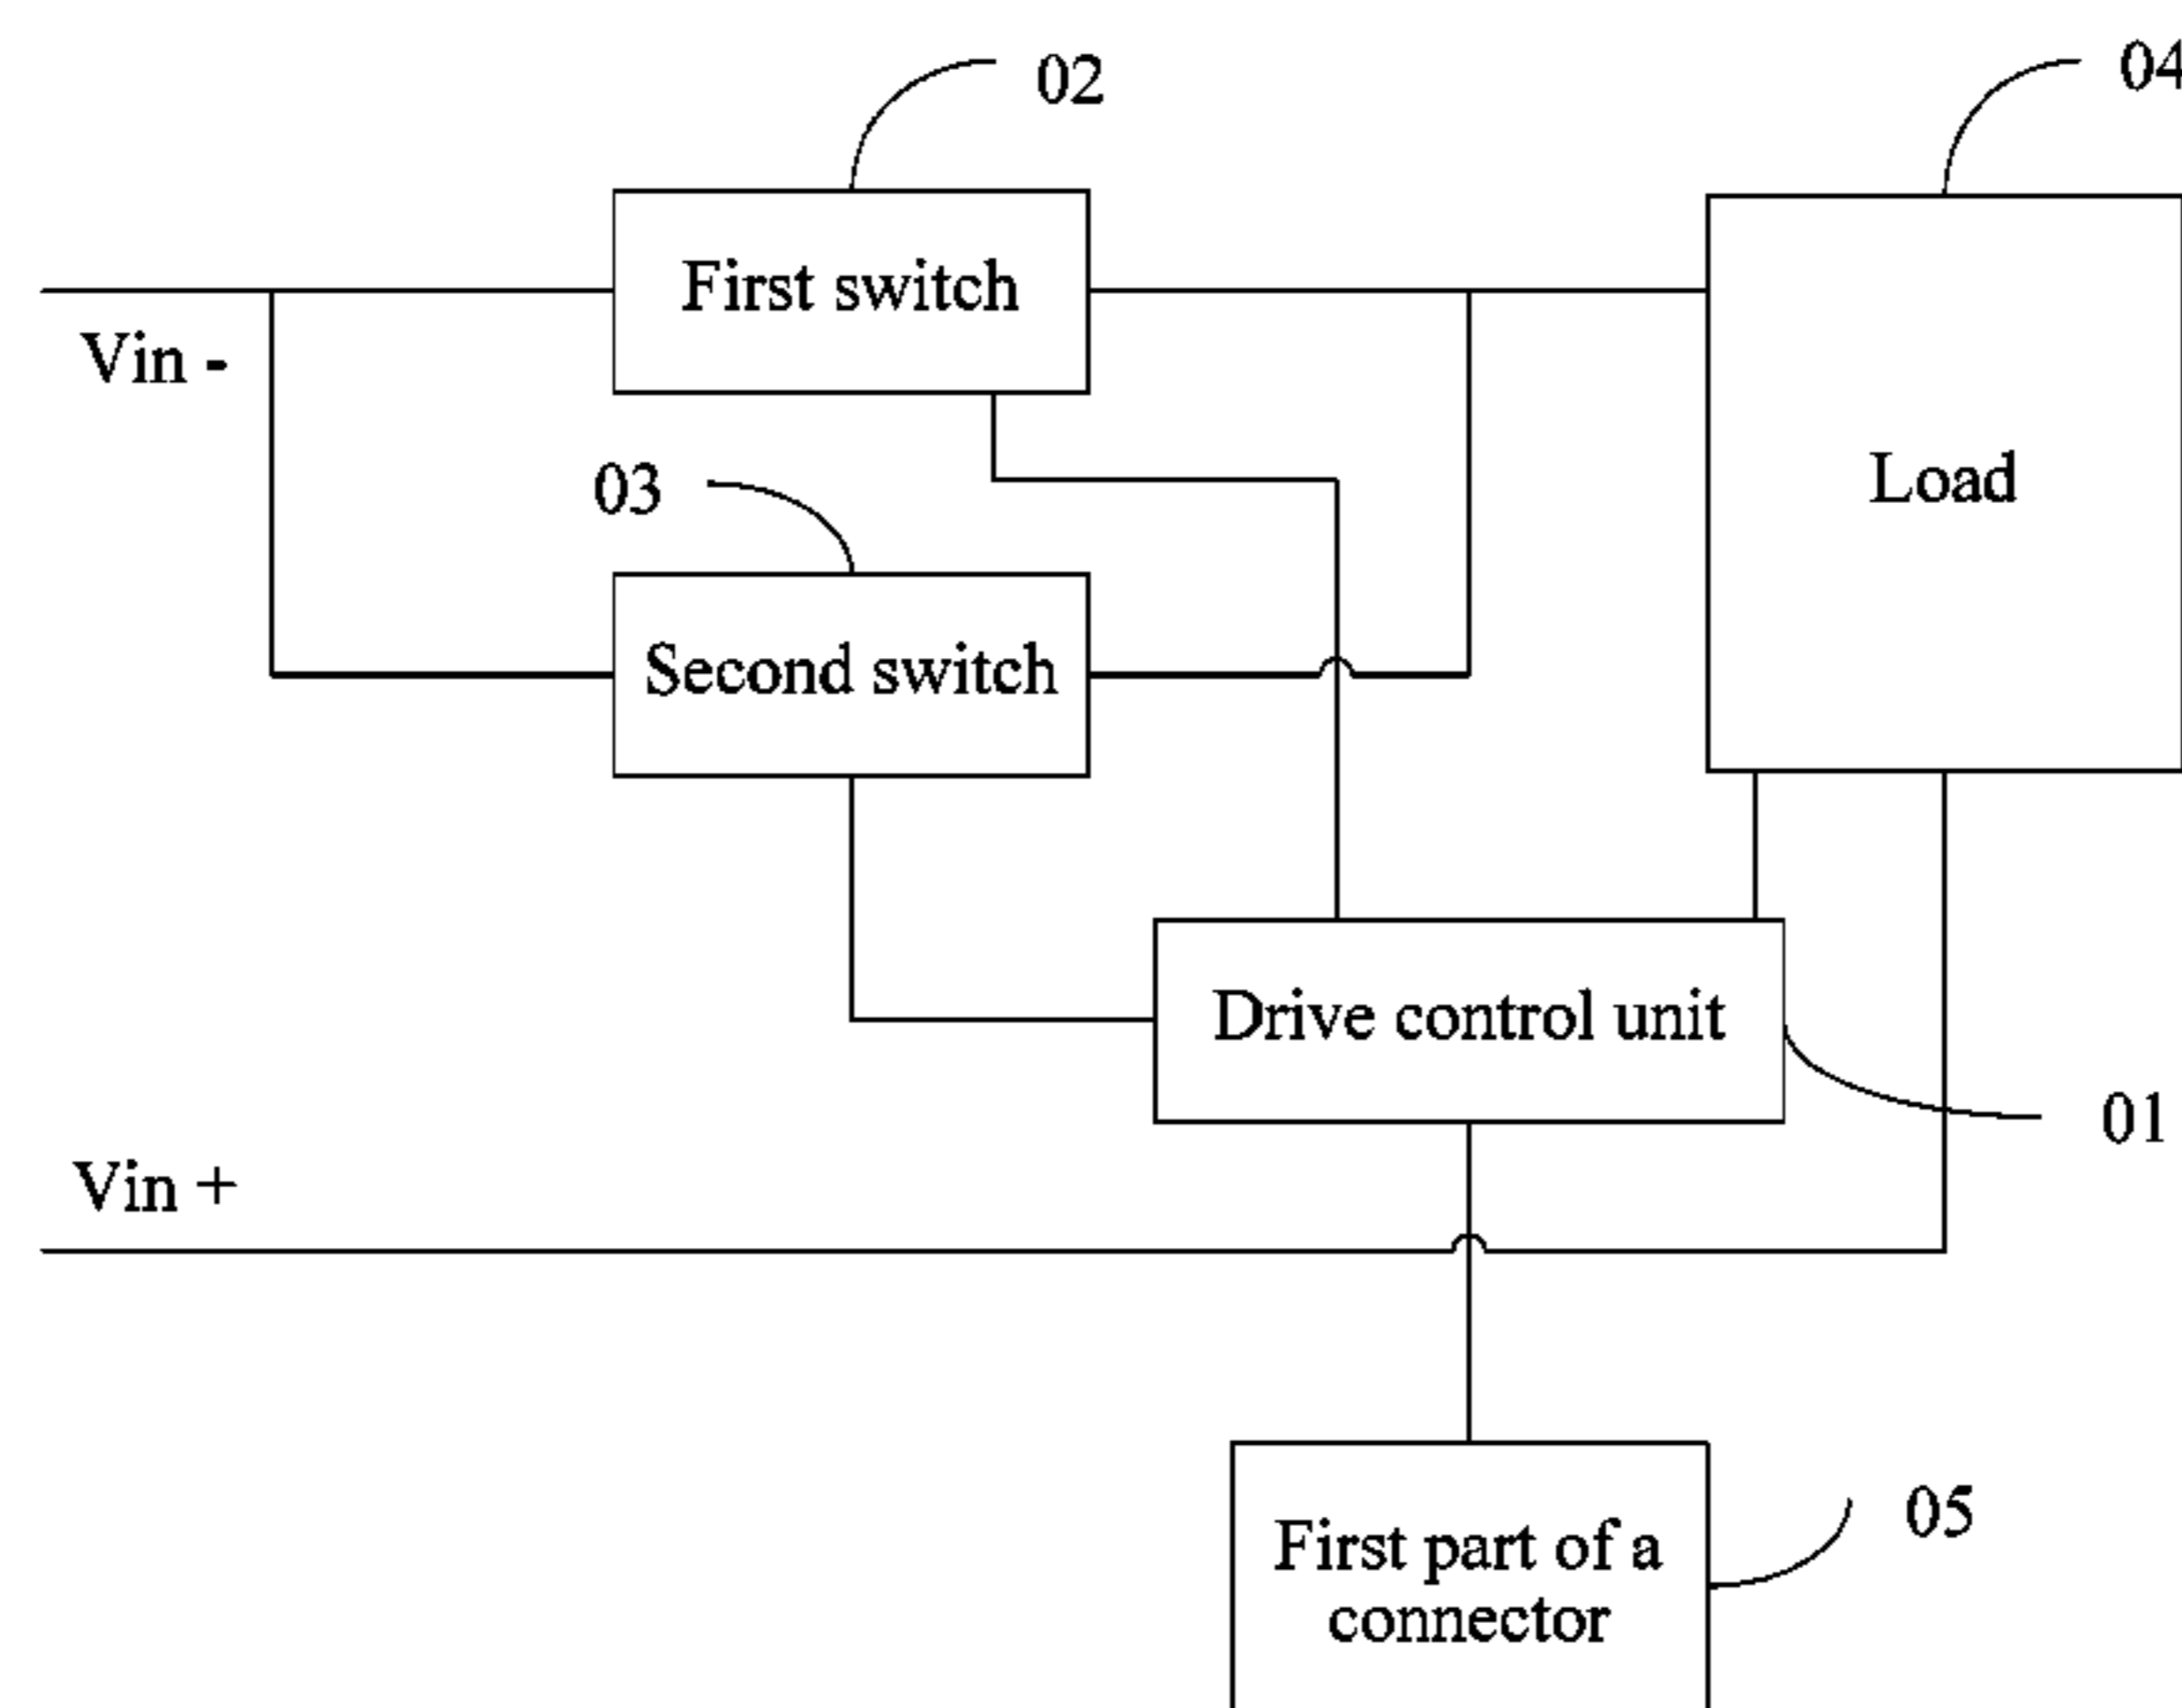 02
04
First switch
Vin -
Load
03
Second switch
Drive control unit
01
Vin +
05
First part of a
connector